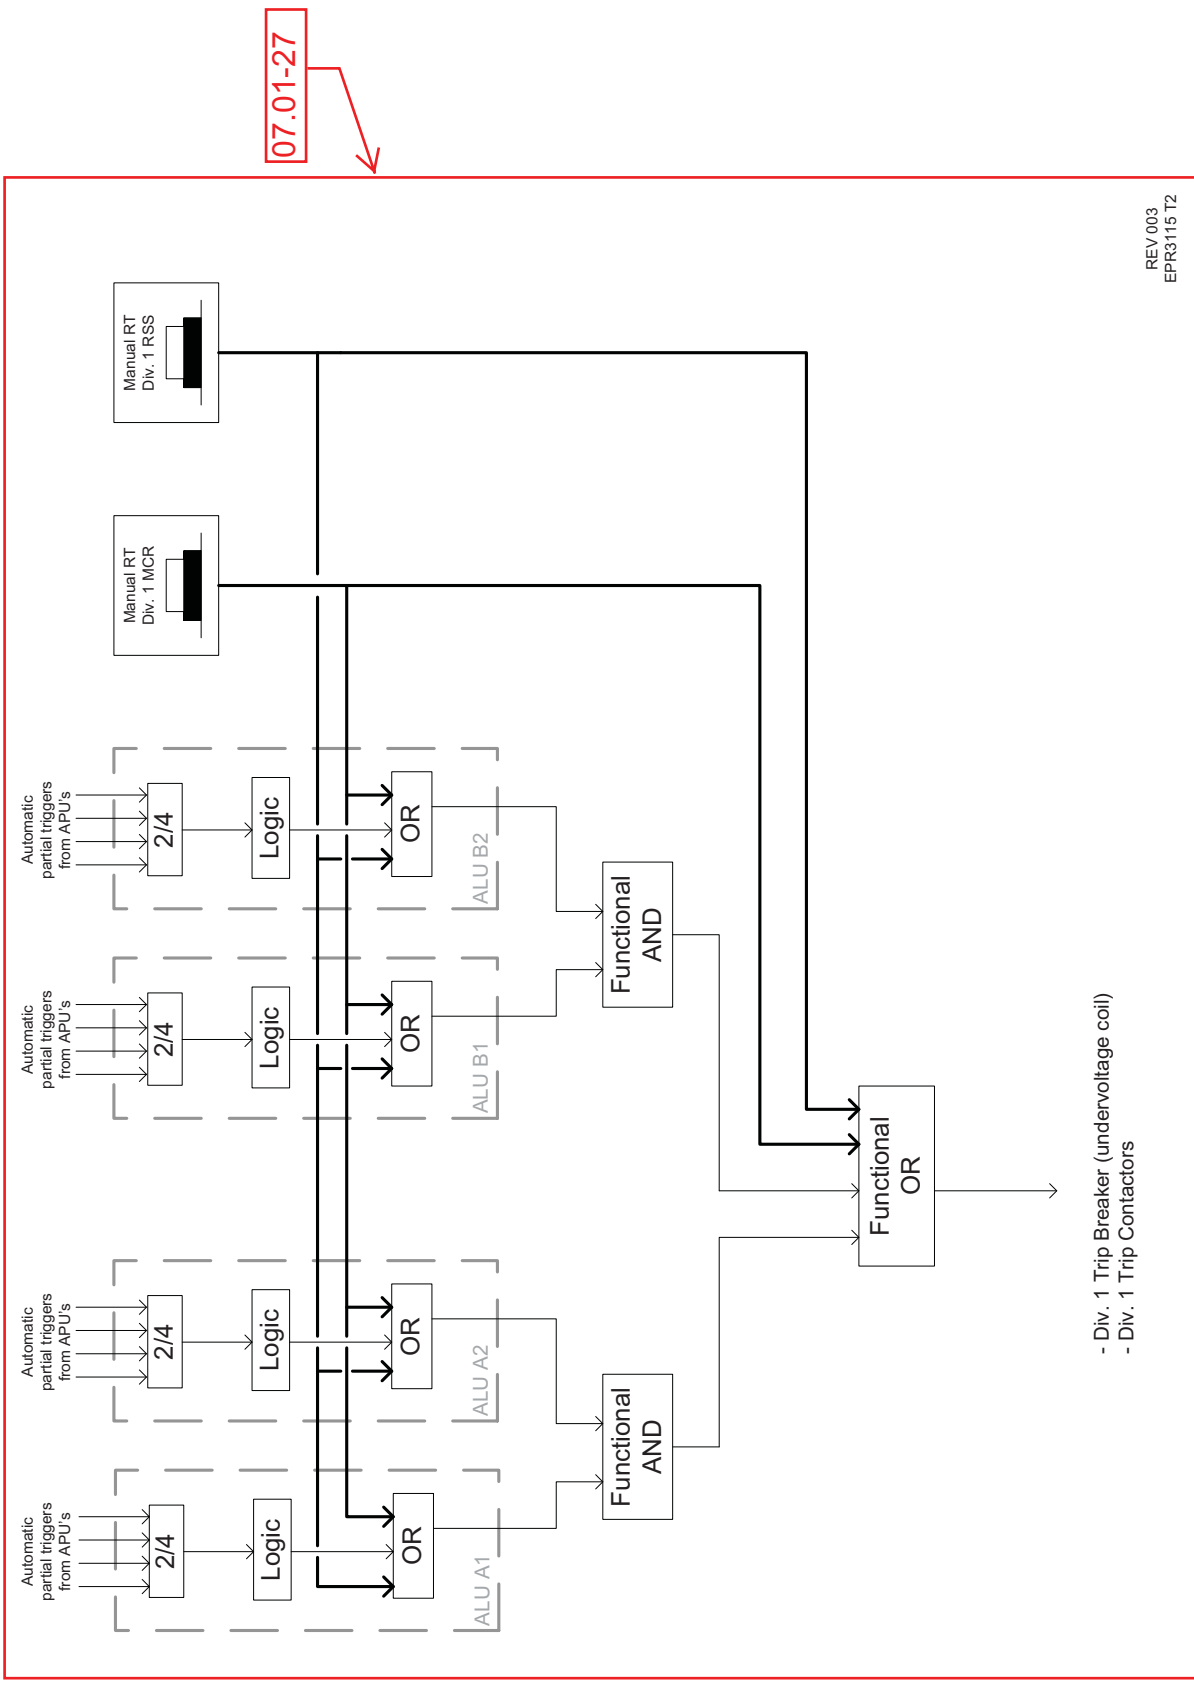 07.01-27
Automatic
partial triggers
from APU's
2/4
Logic
OR
ALU A1
Automatic
partial triggers
from APU's
2/4
Logic
OR
ALU A2
Automatic
partial triggers
from APU's
2/4
Logic
OR
ALU B1
Automatic
partial triggers
from APU's
2/4
Logic
OR
ALU B2
Manual RT
Div. 1 MCR
Manual RT
Div. 1 RSS
Functional
AND
Functional
AND
Functional
OR
- Div. 1 Trip Breaker (undervoltage coil)
- Div. 1 Trip Contactors
REV 003
EPR3115 T2